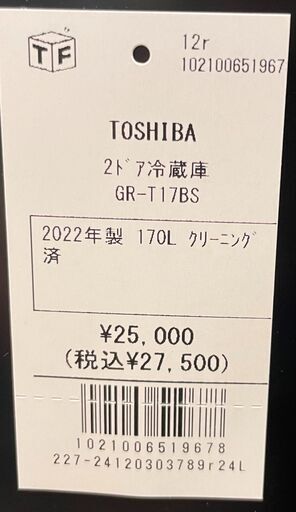 TF
12r
102100651967
TOSHIBA
2ﾄﾞｱ冷蔵庫
GR-T17BS
2022年製 170L ｸﾘｰﾆﾝｸﾞ
済
¥25,000
(税込¥27,500)
1021006519678
227-24120303789r24L